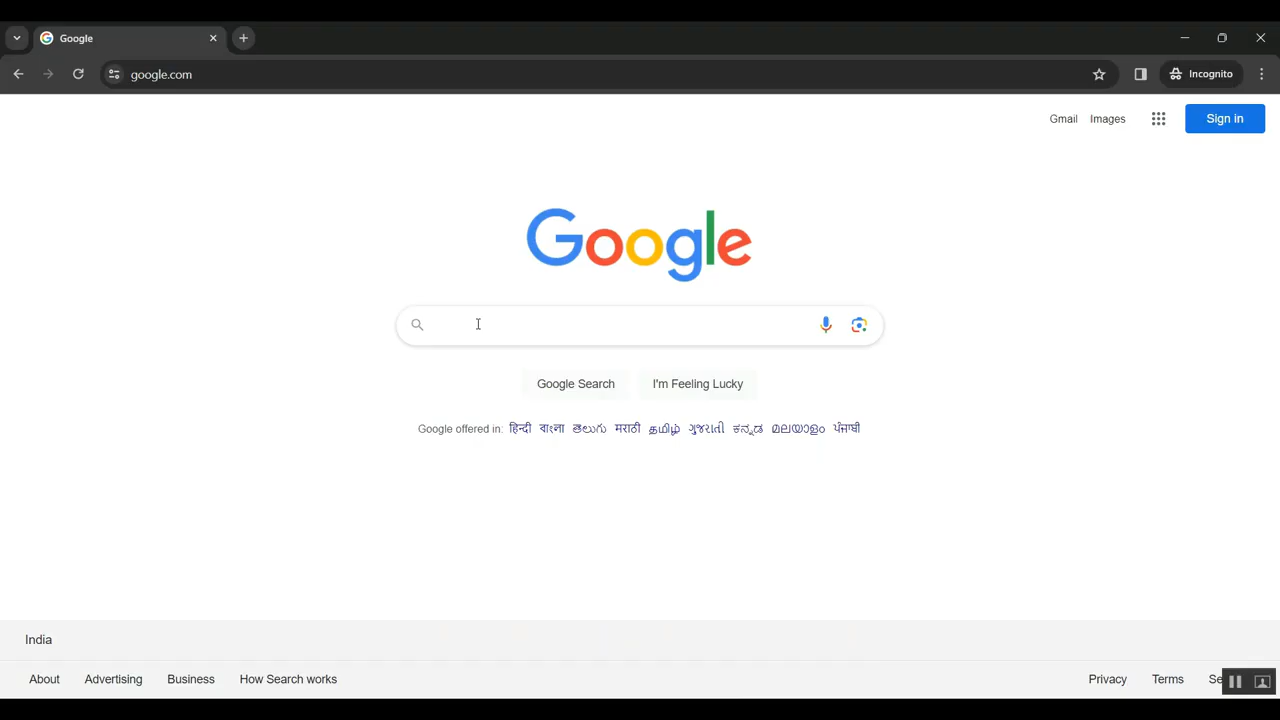 Google
google.com
Incognito
Gmail Images
Sign in
Google
Google Search I'm Feeling Lucky
Google offered in: हिन्दी বাংলা తెలుగు मराठी தமிழ் ગુજરાતી ಕನ್ನಡ മലയാളം ਪੰਜਾਬੀ
India
About Advertising Business How Search works Privacy Terms Se